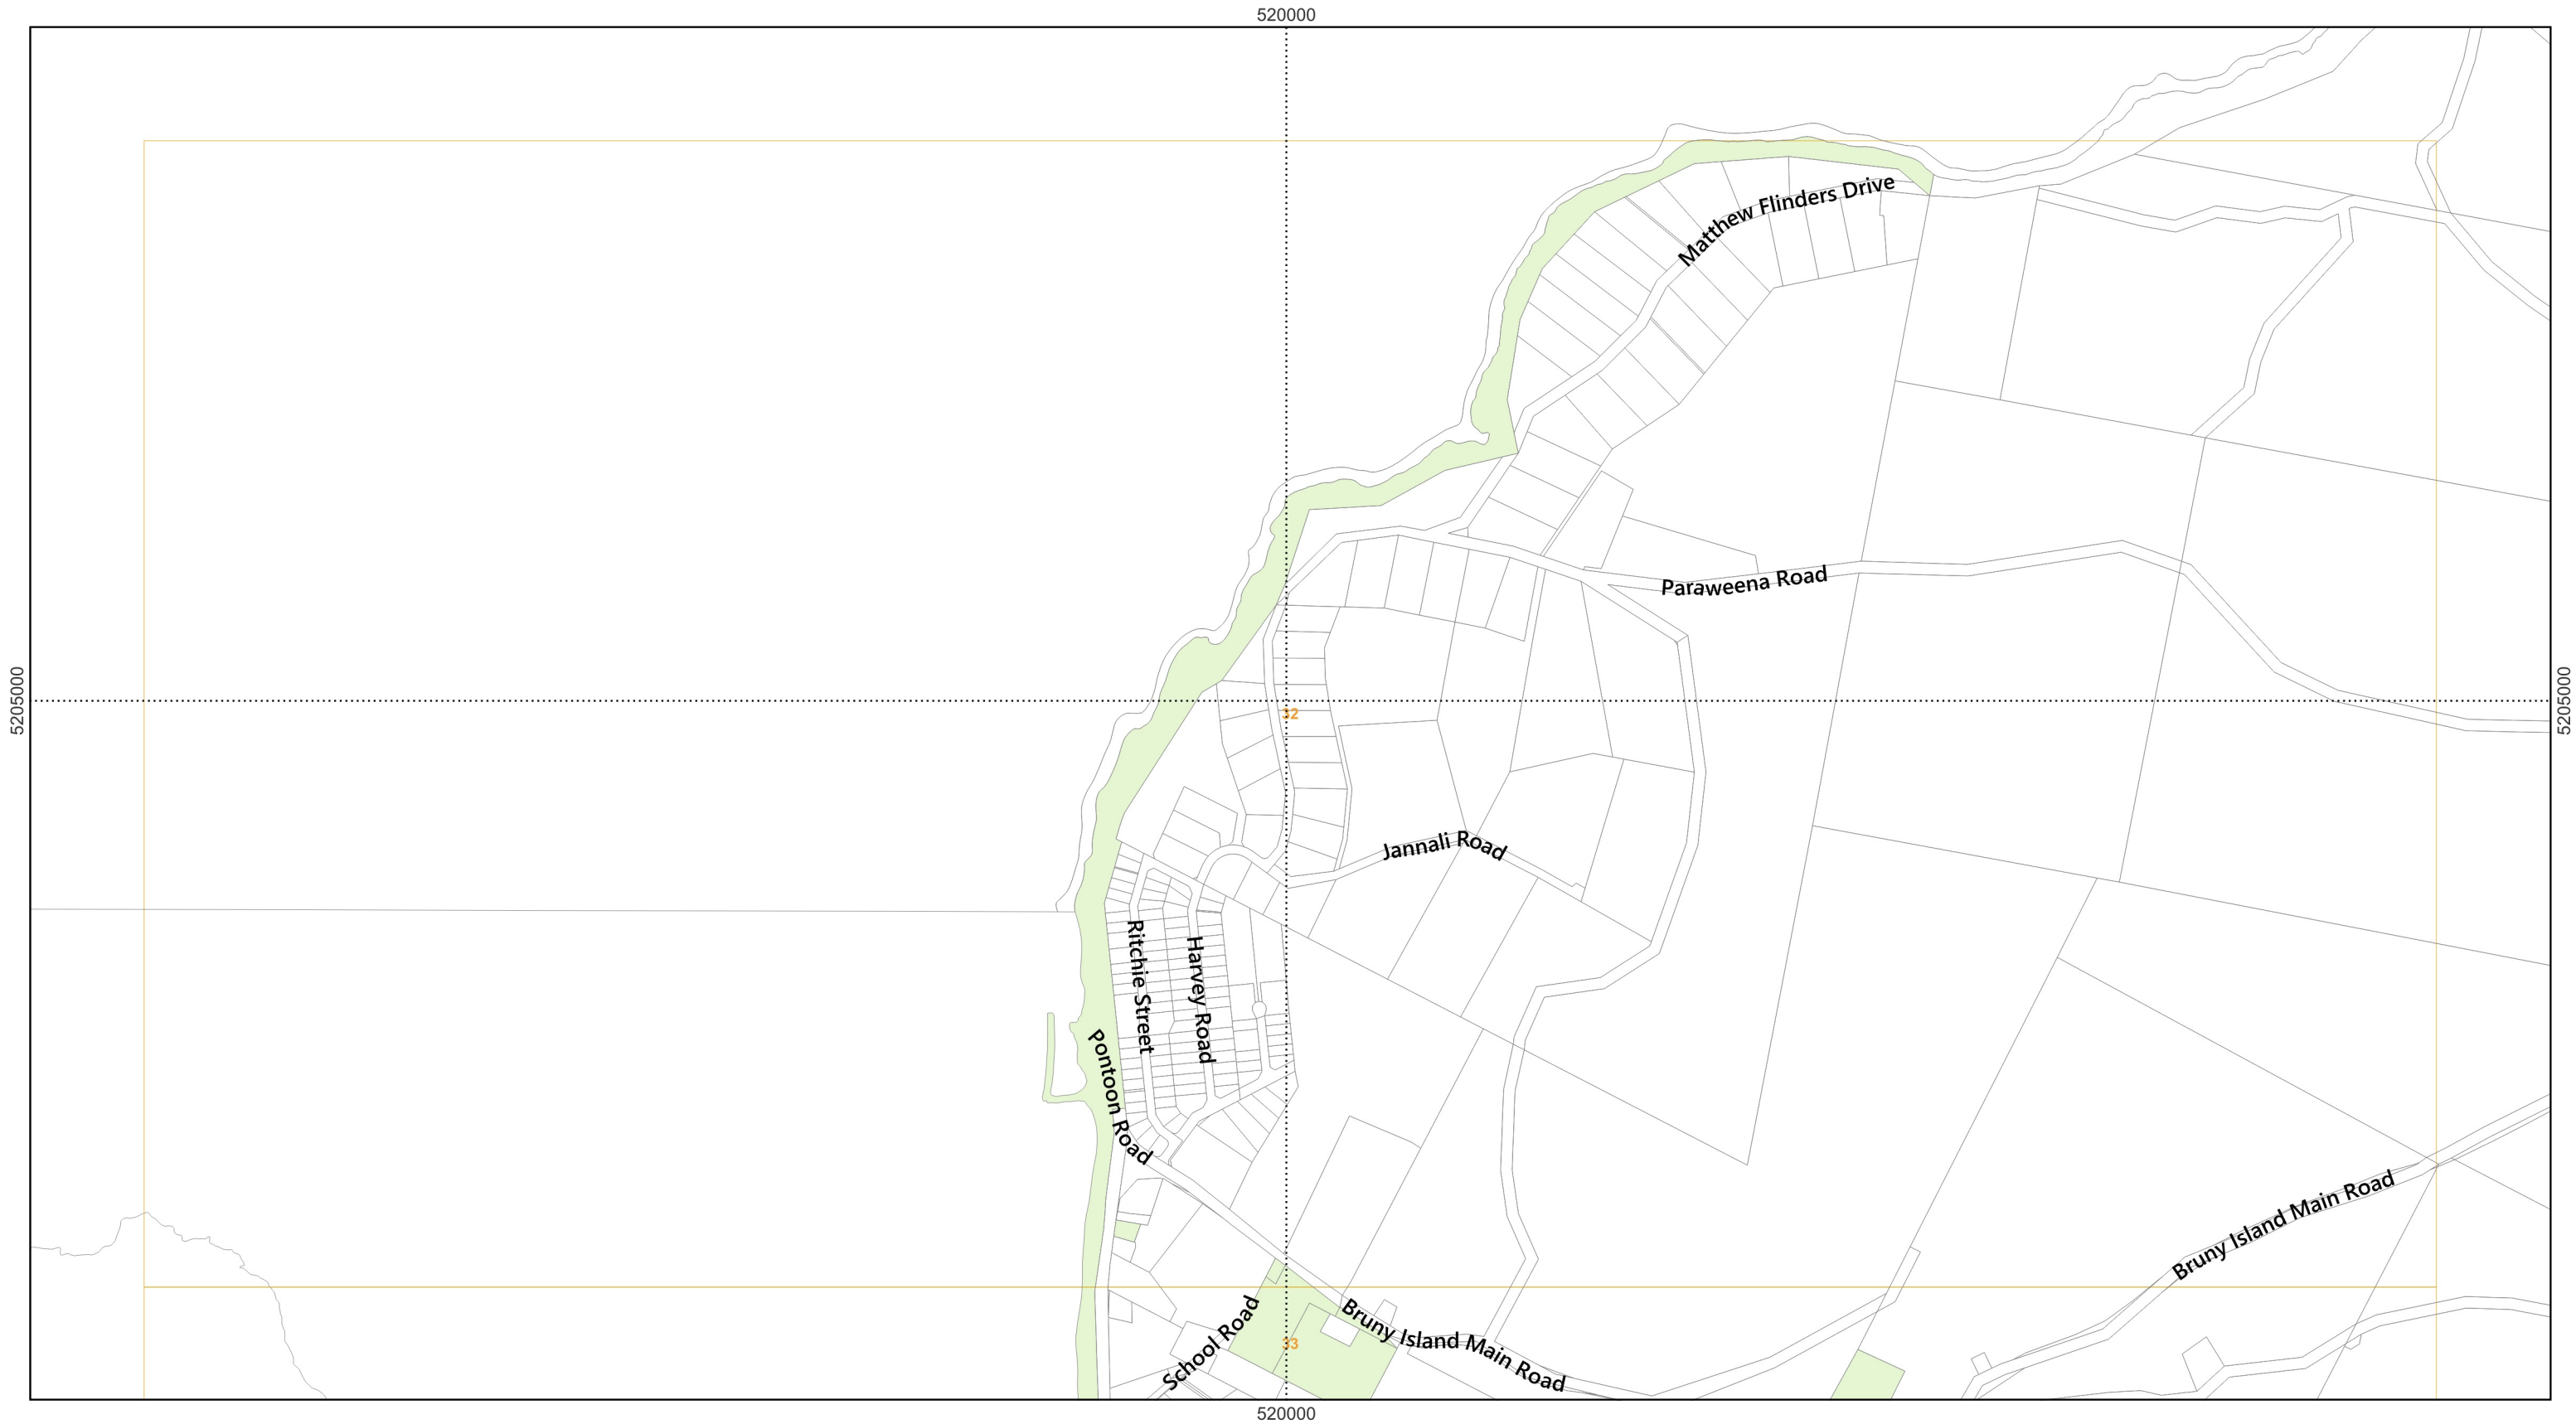 520000
Matthew Flinders Drive
Paraweena Road
5205000
5205000
32
Jannali Road
Ritchie Street
Harvey Road
Pontoon Road
Bruny Island Main Road
School Road
Bruny Island Main Road
33
520000